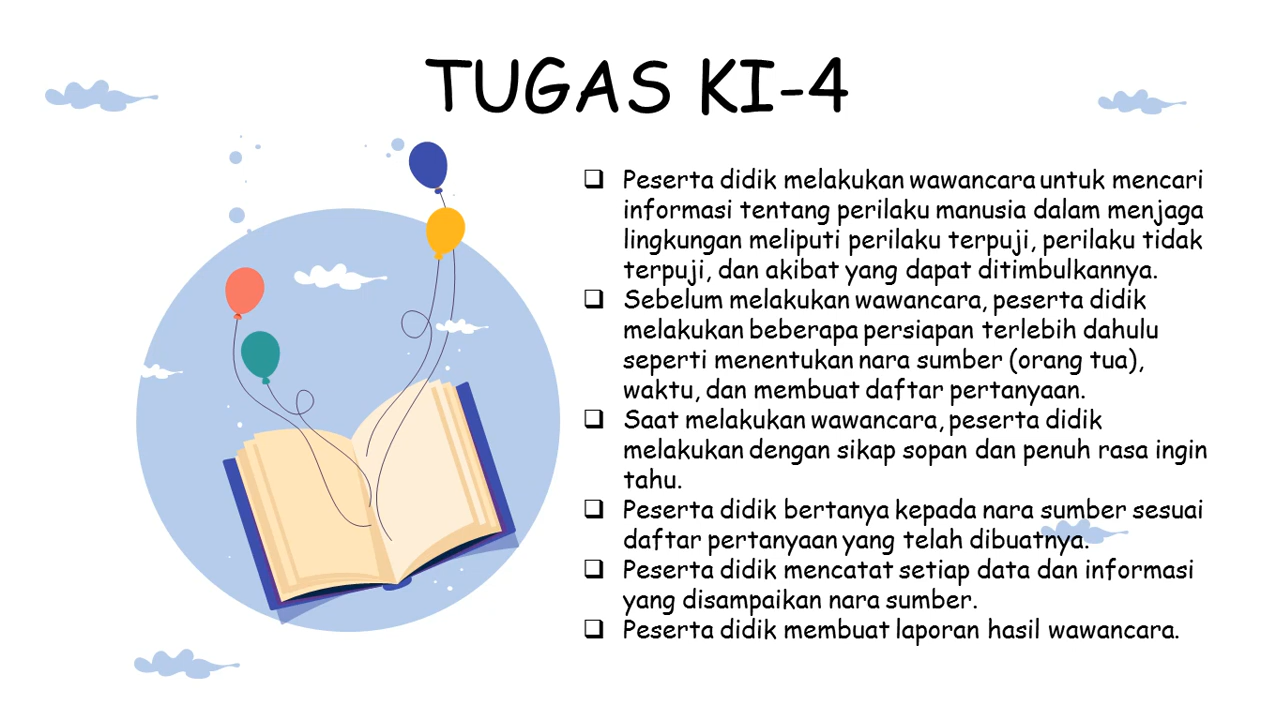 TUGAS KI-4
❑ Peserta didik melakukan wawancara untuk mencari
informasi tentang perilaku manusia dalam menjaga
lingkungan meliputi perilaku terpuji, perilaku tidak
terpuji, dan akibat yang dapat ditimbulkannya.
❑ Sebelum melakukan wawancara, peserta didik
melakukan beberapa persiapan terlebih dahulu
seperti menentukan nara sumber (orang tua),
waktu, dan membuat daftar pertanyaan.
❑ Saat melakukan wawancara, peserta didik
melakukan dengan sikap sopan dan penuh rasa ingin
tahu.
❑ Peserta didik bertanya kepada nara sumber sesuai
daftar pertanyaan yang telah dibuatnya.
❑ Peserta didik mencatat setiap data dan informasi
yang disampaikan nara sumber.
❑ Peserta didik membuat laporan hasil wawancara.